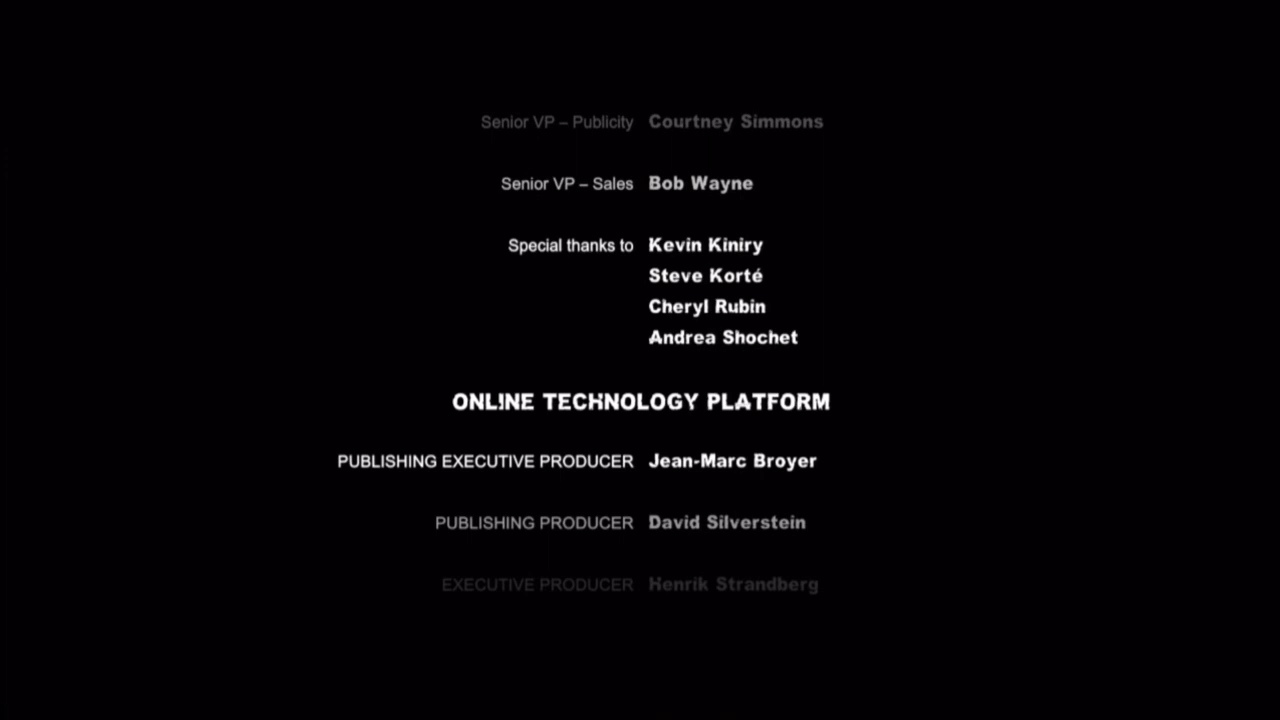 Senior VP – Publicity Courtney Simmons
Senior VP – Sales Bob Wayne
Special thanks to Kevin Kiniry
Steve Korté
Cheryl Rubin
Andrea Shochet
ONLINE TECHNOLOGY PLATFORM
PUBLISHING EXECUTIVE PRODUCER Jean-Marc Broyer
PUBLISHING PRODUCER David Silverstein
EXECUTIVE PRODUCER Henrik Strandberg